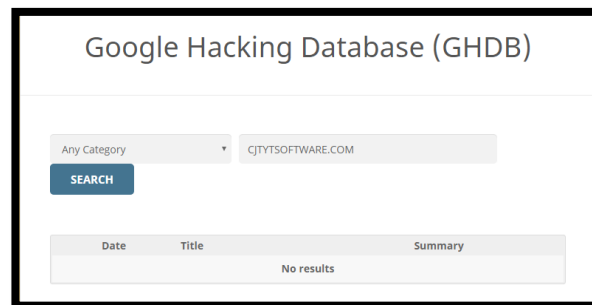 Google Hacking Database (GHDB)
Any Category CJTYTSOFTWARE.COM
SEARCH
Date Title Summary
No results